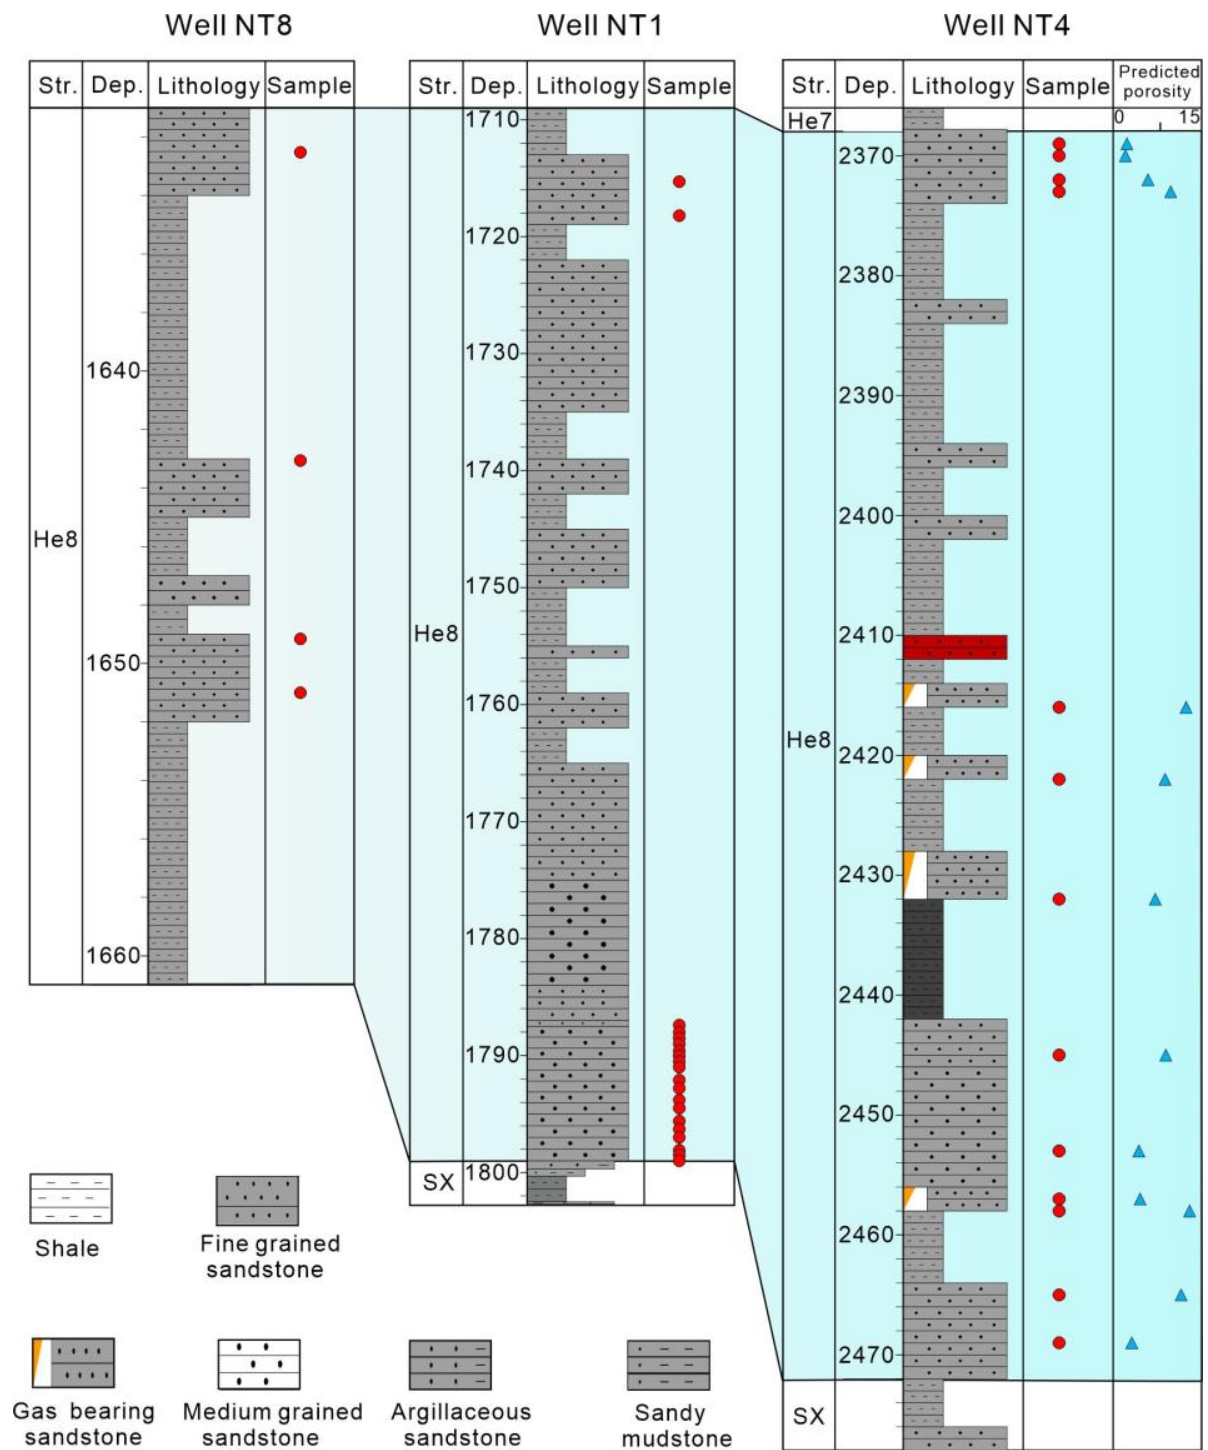 Well NT8
Well NT1
Well NT4
Str. Dep. Lithology Sample
Str. Dep. Lithology Sample
Str. Dep. Lithology Sample Predicted porosity
0 15
He8
1640
1650
1660
He8
SX
1710
1720
1730
1740
1750
1760
1770
1780
1790
1800
He7
He8
SX
2370
2380
2390
2400
2410
2420
2430
2440
2450
2460
2470
Shale
Fine grained
sandstone
Gas bearing
sandstone
Medium grained
sandstone
Argillaceous
sandstone
Sandy
mudstone